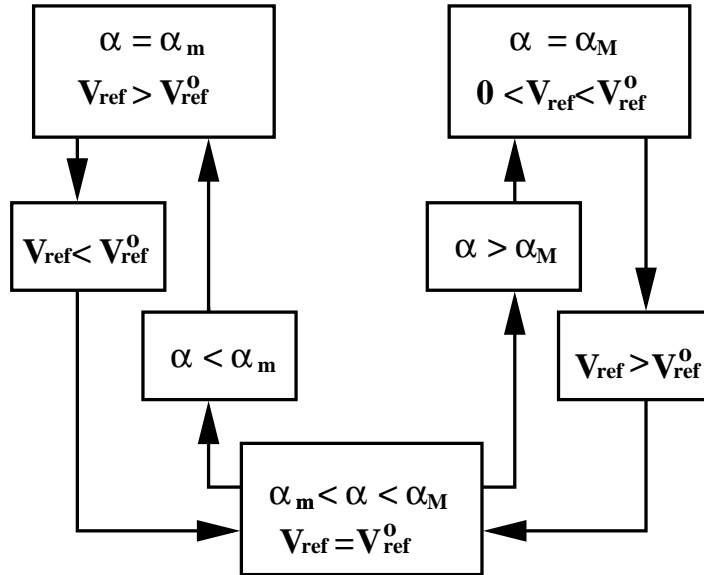 α = α_m
V_ref > V_ref^o
α = α_M
0 < V_ref < V_ref^o
V_ref < V_ref^o
α > α_M
α < α_m
V_ref > V_ref^o
α_m < α < α_M
V_ref = V_ref^o